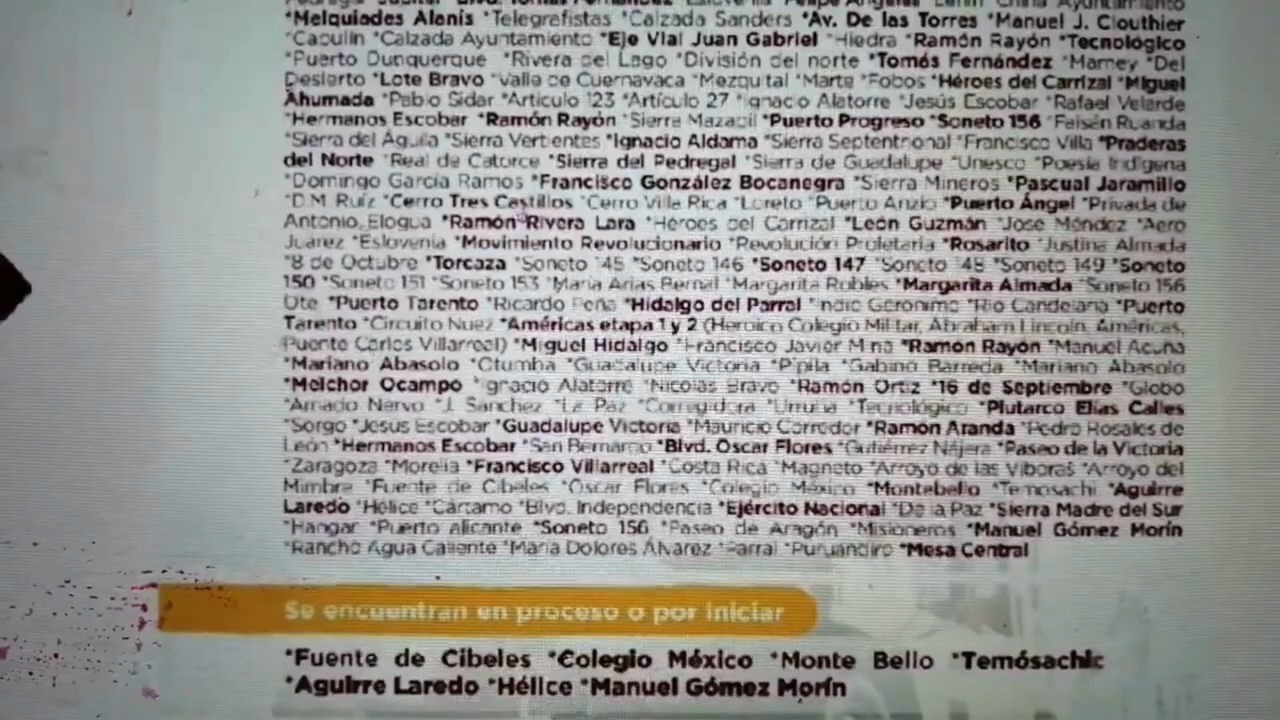 *Melquiades Alanís *Telegrafistas *Calzada Sanders *Av. De las Torres *Manuel J. Clouthier
*Capulín *Calzada Ayuntamiento *Eje Vial Juan Gabriel *Hiedra *Ramón Rayón *Tecnológico
*Puerto Dunquerque *Rivera del Lago *División del norte *Tomás Fernández *Mamey *Del
Desierto *Lote Bravo *Valle de Cuernavaca *Mezquital *Marte *Fobos *Héroes del Carrizal *Miguel
Ahumada *Pablo Sidar *Artículo 123 *Artículo 27 *Ignacio Alatorre *Jesús Escobar *Rafael Velarde
*Hermanos Escobar *Ramón Rayón *Sierra Mazapil *Puerto Progreso *Soneto 156 *Faisán Ruanda
*Sierra del Águila *Sierra Vertientes *Ignacio Aldama *Sierra Septentrional *Francisco Villa *Praderas
del Norte *Real de Catorce *Sierra del Pedregal *Sierra de Guadalupe *Unesco *Poesía Indígena
*Domingo García Ramos *Francisco González Bocanegra *Sierra Mineros *Pascual Jaramillo
*D.M. Ruíz *Cerro Tres Castillos *Cerro Villa Rica *Loreto *Puerto Anzio *Puerto Ángel *Privada de
Antonio Elogua *Ramón Rivera Lara *Héroes del Carrizal *León Guzmán *José Méndez *Aero
Juárez *Eslovenia *Movimiento Revolucionario *Revolución Proletaria *Rosarito *Justina Almada
*8 de Octubre *Torcaza *Soneto 145 *Soneto 146 *Soneto 147 *Soneto 148 *Soneto 149 *Soneto
150 *Soneto 151 *Soneto 153 *María Arias Bernal *Margarita Robles *Margarita Almada *Soneto 156
Ote *Puerto Tarento *Ricardo Peña *Hidalgo del Parral *Indio Gerónimo *Río Candelaria *Puerto
Tarento *Circuito Nuez *Américas etapa 1 y 2 (Heroico Colegio Militar, Abraham Lincoln, Américas,
Puente Carlos Villarreal) *Miguel Hidalgo *Francisco Javier Mina *Ramón Rayón *Manuel Acuña
*Mariano Abasolo *Otumba *Guadalupe Victoria *Pípila *Gabino Barreda *Mariano Abasolo
*Melchor Ocampo *Ignacio Alatorre *Nicolás Bravo *Ramón Ortiz *16 de Septiembre *Globo
*Amado Nervo *J. Sánchez *La Paz *Corregidora *Urruña *Tecnológico *Plutarco Elías Calles
*Sorgo *Jesús Escobar *Guadalupe Victoria *Mauricio Corredor *Ramón Aranda *Pedro Rosales de
León *Hermanos Escobar *San Bernardo *Blvd. Oscar Flores *Gutiérrez Nájera *Paseo de la Victoria
*Zaragoza *Morelia *Francisco Villarreal *Costa Rica *Magneto *Arroyo de las Víboras *Arroyo del
Mimbre *Fuente de Cibeles *Oscar Flores *Colegio México *Montebello *Temosachi *Aguirre
Laredo *Hélice *Cártamo *Blvd. Independencia *Ejército Nacional *De la Paz *Sierra Madre del Sur
*Hangar *Puerto alicante *Soneto 156 *Paseo de Aragón *Misioneros *Manuel Gómez Morín
*Rancho Agua Caliente *María Dolores Álvarez *Parral *Puruandiro *Mesa Central
Se encuentran en proceso o por iniciar
*Fuente de Cibeles *Colegio México *Monte Bello *Temósachic
*Aguirre Laredo *Hélice *Manuel Gómez Morín